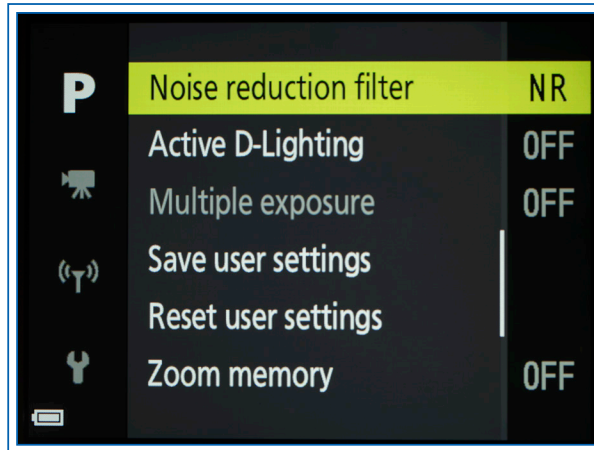 P
Noise reduction filter NR
Active D-Lighting OFF
Multiple exposure OFF
Save user settings
Reset user settings
Zoom memory OFF